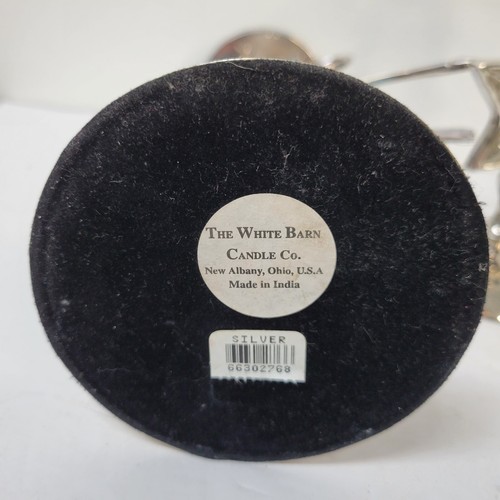 THE WHITE BARN
CANDLE CO.
New Albany, Ohio, U.S.A
Made in India
SILVER
66302768